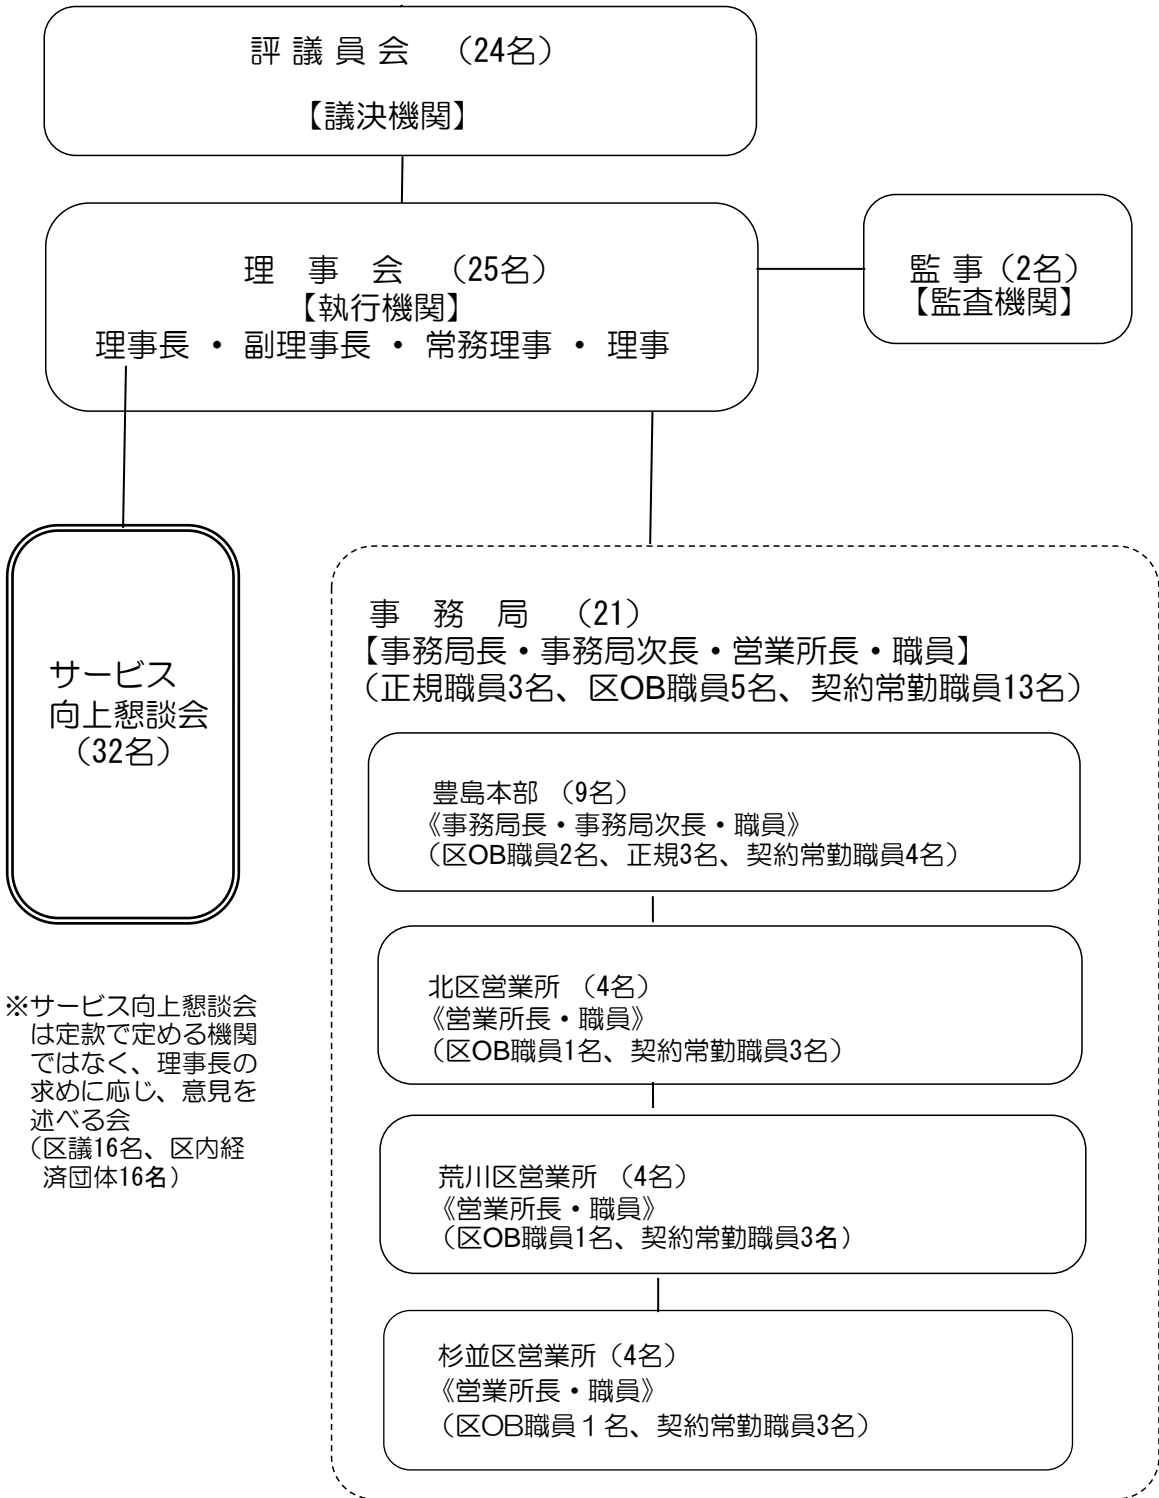 評 議 員 会 （24名）
【議決機関】
理 事 会 （25名）
【執行機関】
理事長 ・ 副理事長 ・ 常務理事 ・ 理事
監 事（2名）
【監査機関】
サービス
向上懇談会
（32名）
※サービス向上懇談会
は定款で定める機関
ではなく、理事長の
求めに応じ、意見を
述べる会
（区議16名、区内経
済団体16名）
事 務 局 （21）
【事務局長・事務局次長・営業所長・職員】
（正規職員3名、区OB職員5名、契約常勤職員13名）
豊島本部 （9名）
《事務局長・事務局次長・職員》
（区OB職員2名、正規3名、契約常勤職員4名）
北区営業所 （4名）
《営業所長・職員》
（区OB職員1名、契約常勤職員3名）
荒川区営業所 （4名）
《営業所長・職員》
（区OB職員1名、契約常勤職員3名）
杉並区営業所（4名）
《営業所長・職員》
（区OB職員１名、契約常勤職員3名）